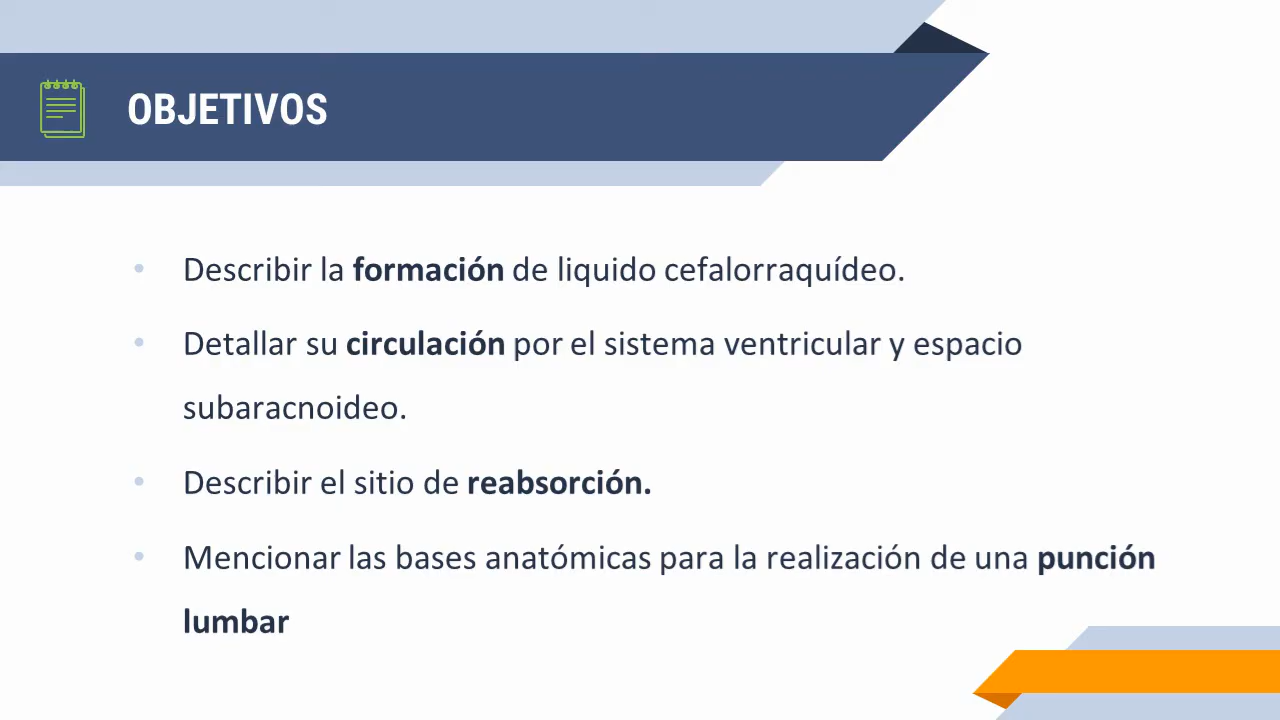 OBJETIVOS
• Describir la formación de liquido cefalorraquídeo.
• Detallar su circulación por el sistema ventricular y espacio
subaracnoideo.
• Describir el sitio de reabsorción.
• Mencionar las bases anatómicas para la realización de una punción
lumbar